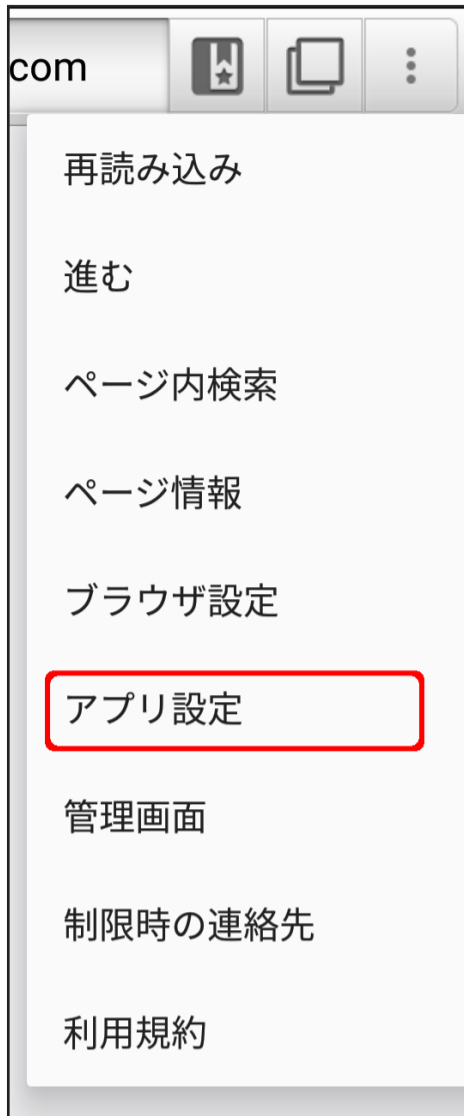 com
再読み込み
進む
ページ内検索
ページ情報
ブラウザ設定
アプリ設定
管理画面
制限時の連絡先
利用規約